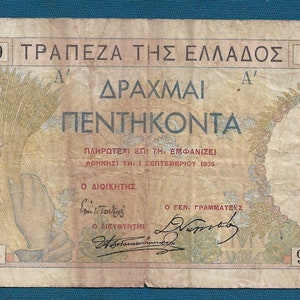 ΤΡΑΠΕΖΑ ΤΗΣ ΕΛΛΑΔΟΣ
Α' Α'
ΔΡΑΧΜΑΙ
ΠΕΝΤΗΚΟΝΤΑ
ΠΛΗΡΩΤΕΑΙ ΕΠΙ ΤΗι ΕΜΦΑΝΙΣΕΙ
ΑΘΗΝΗΣΙ ΤΗι 1 ΣΕΠΤΕΜΒΡΙΟΥ 1935
Ο ΔΙΟΙΚΗΤΗΣ
Ο ΓΕΝ. ΓΡΑΜΜΑΤΕΥΣ
Ο ΔΙΕΥΘΥΝΤΗΣ